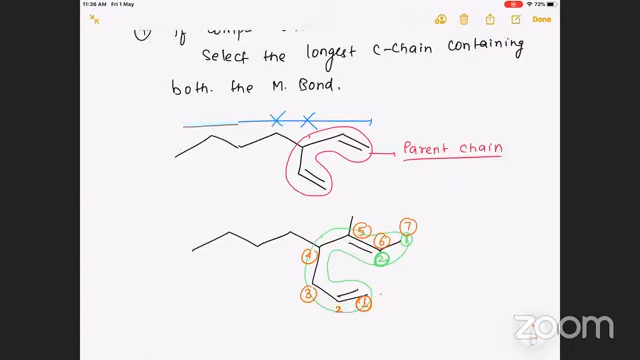 11:36 AM Fri 1 May
72%
Done
① If
Select the longest C-Chain containing
both the M. Bond.
Parent chain
7
5
6
1
4
2
3
2
1
zoom